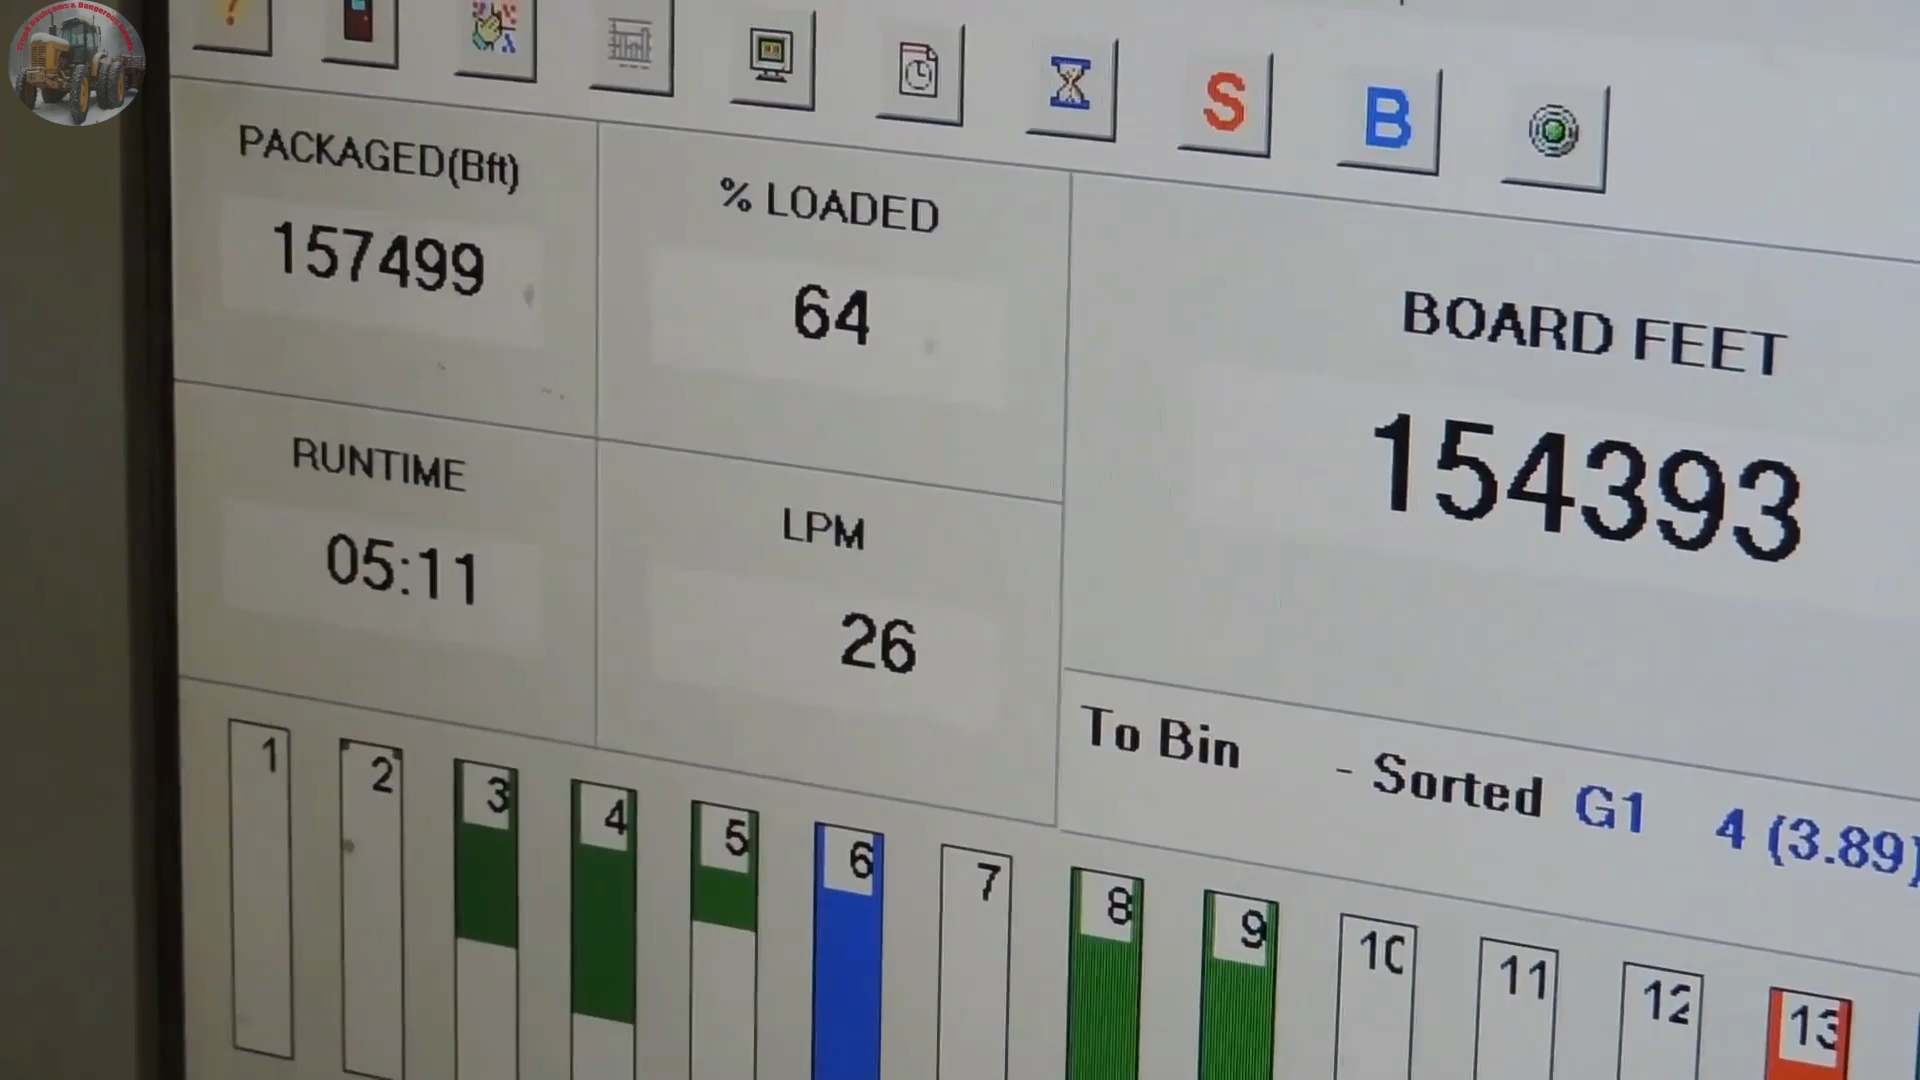 ?
S
B
PACKAGED(Bft)
157499
% LOADED
64
BOARD FEET
154393
RUNTIME
05:11
LPM
26
To Bin - Sorted G1 4 (3.89)
1
2
3
4
5
6
7
8
9
10
11
12
13